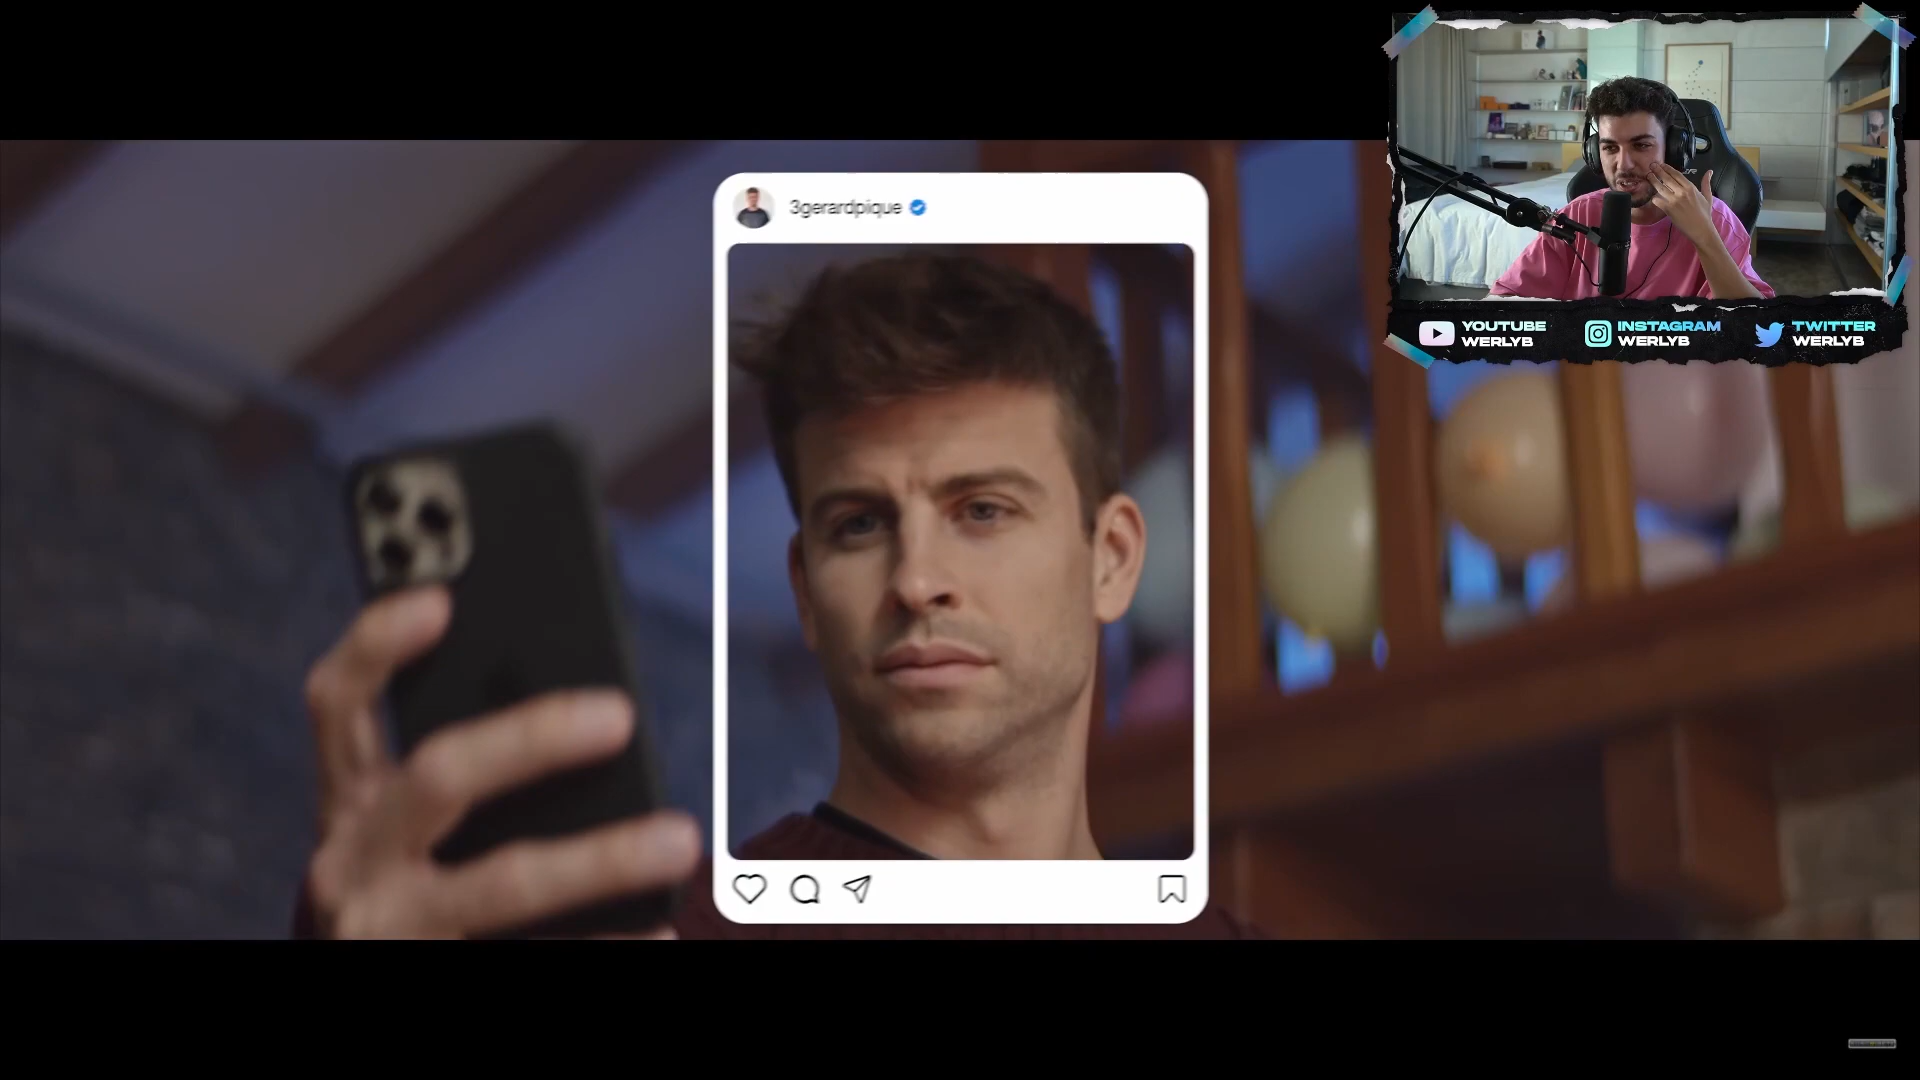 3gerardpique
YOUTUBE
WERLYB
INSTAGRAM
WERLYB
TWITTER
WERLYB